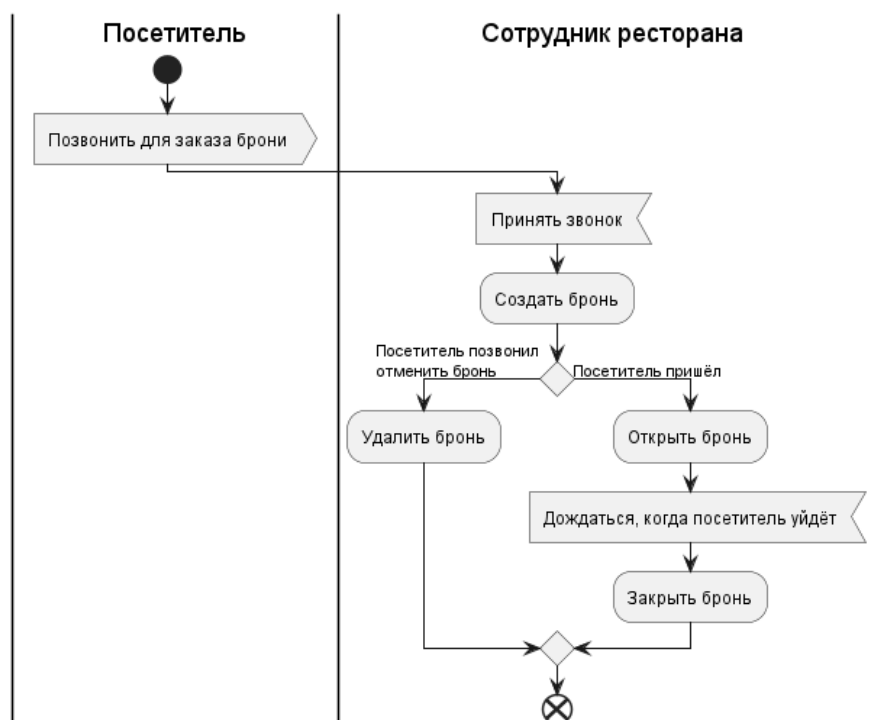 Посетитель
Сотрудник ресторана
Позвонить для заказа брони
Принять звонок
Создать бронь
Посетитель позвонил
отменить бронь
Посетитель пришёл
Удалить бронь
Открыть бронь
Дождаться, когда посетитель уйдёт
Закрыть бронь